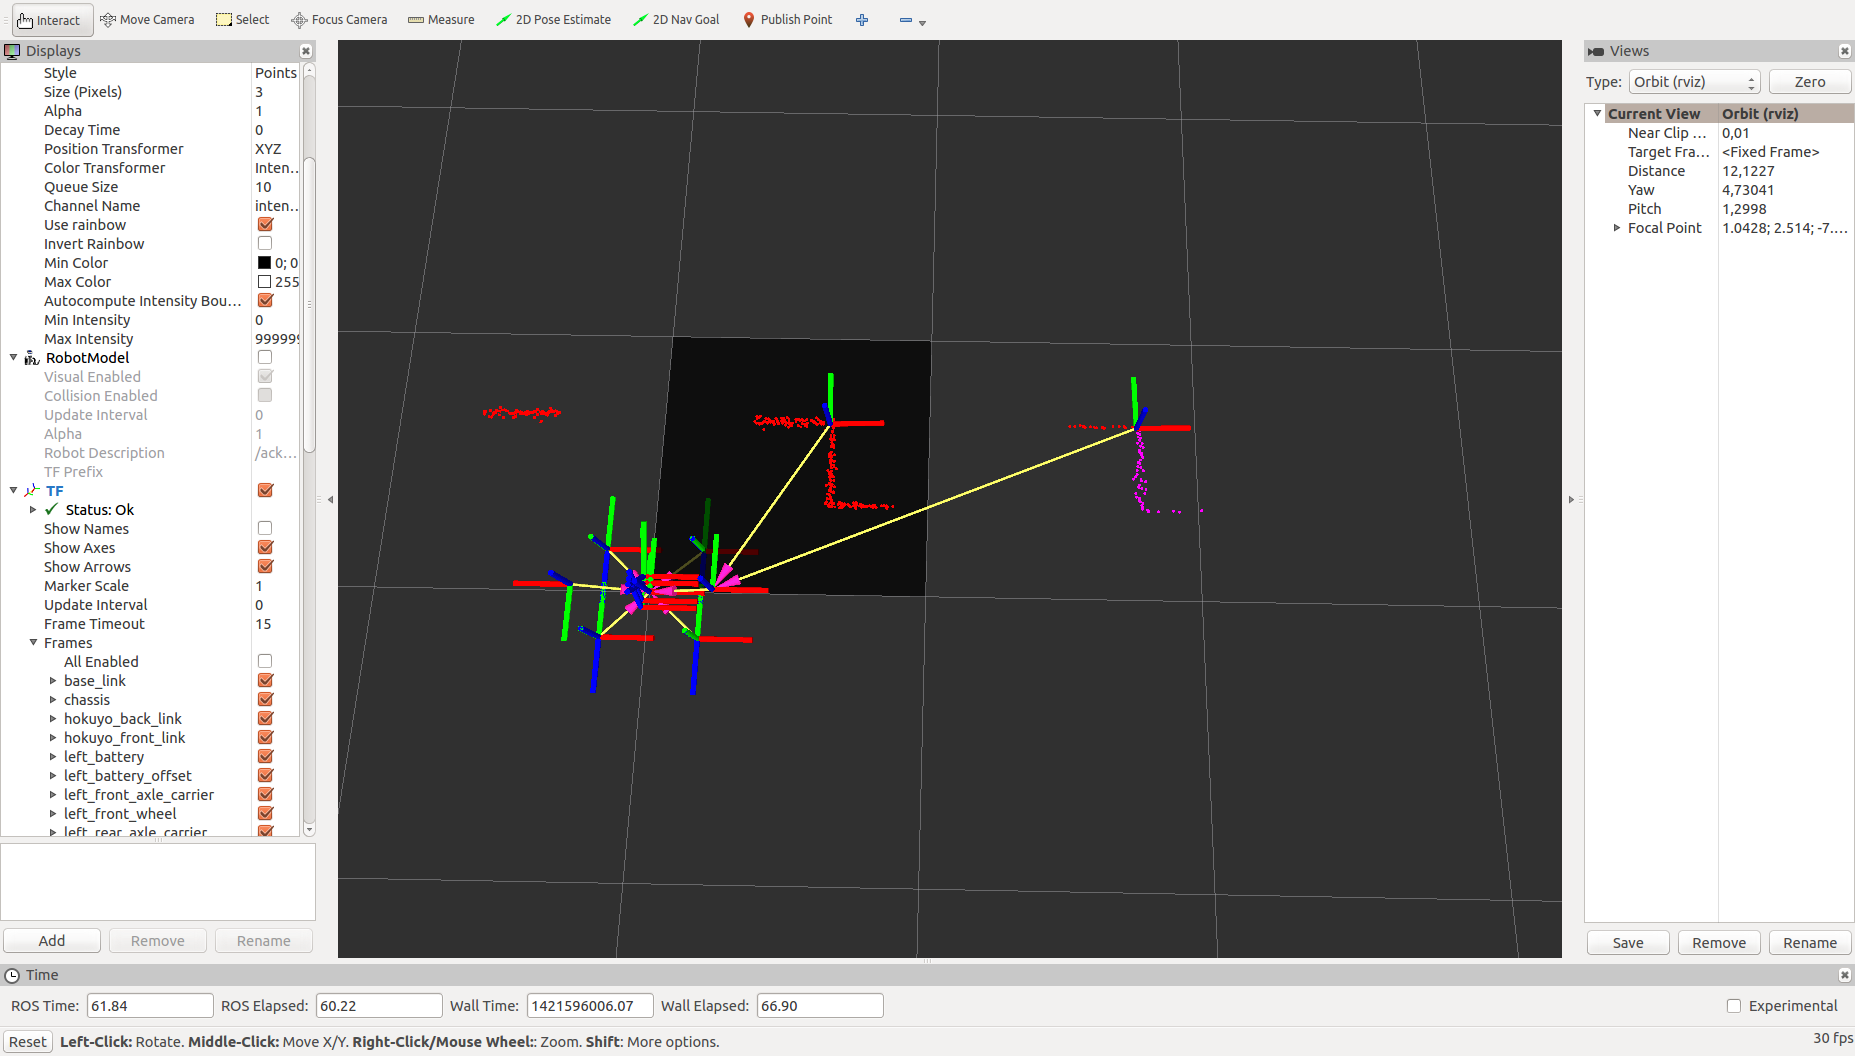 Interact Move Camera Select Focus Camera Measure 2D Pose Estimate 2D Nav Goal Publish Point
Displays
Style Points
Size (Pixels) 3
Alpha 1
Decay Time 0
Position Transformer XYZ
Color Transformer Inten...
Queue Size 10
Channel Name inten...
Use rainbow
Invert Rainbow
Min Color 0; 0
Max Color 255
Autocompute Intensity Bou...
Min Intensity 0
Max Intensity 99999
RobotModel
Visual Enabled
Collision Enabled
Update Interval 0
Alpha 1
Robot Description /ack...
TF Prefix
TF
Status: Ok
Show Names
Show Axes
Show Arrows
Marker Scale 1
Update Interval 0
Frame Timeout 15
Frames
All Enabled
base_link
chassis
hokuyo_back_link
hokuyo_front_link
left_battery
left_battery_offset
left_front_axle_carrier
left_front_wheel
left_rear_axle_carrier
Add Remove Rename
Views
Type: Orbit (rviz) Zero
Current View Orbit (rviz)
Near Clip ... 0,01
Target Fra... <Fixed Frame>
Distance 12,1227
Yaw 4,73041
Pitch 1,2998
Focal Point 1.0428; 2.514; -7....
Save Remove Rename
Time
ROS Time: 61.84 ROS Elapsed: 60.22 Wall Time: 1421596006.07 Wall Elapsed: 66.90 Experimental
Reset Left-Click: Rotate. Middle-Click: Move X/Y. Right-Click/Mouse Wheel:: Zoom. Shift: More options. 30 fps